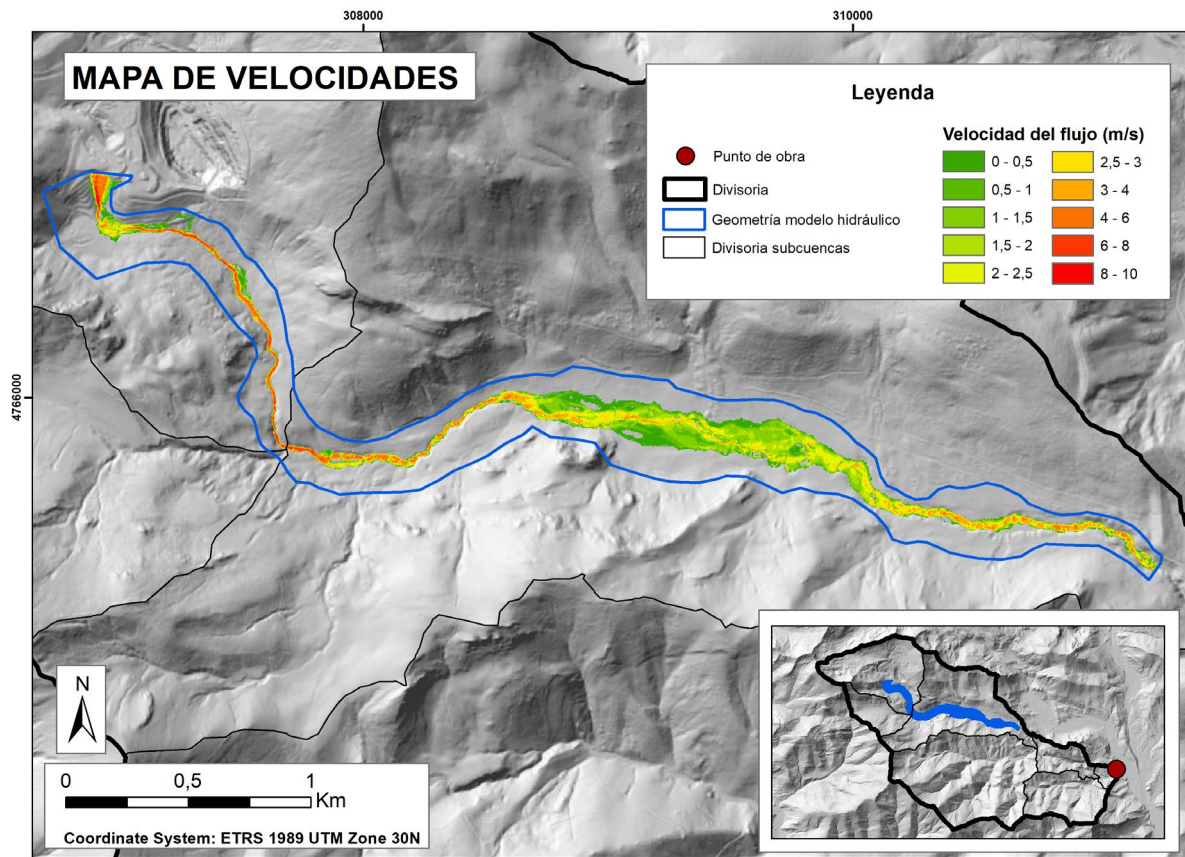 308000
310000
MAPA DE VELOCIDADES
4766000
Leyenda
Punto de obra
Divisoria
Geometría modelo hidráulico
Divisoria subcuencas
Velocidad del flujo (m/s)
0 - 0,5
0,5 - 1
1 - 1,5
1,5 - 2
2 - 2,5
2,5 - 3
3 - 4
4 - 6
6 - 8
8 - 10
N
0 0,5 1
Km
Coordinate System: ETRS 1989 UTM Zone 30N